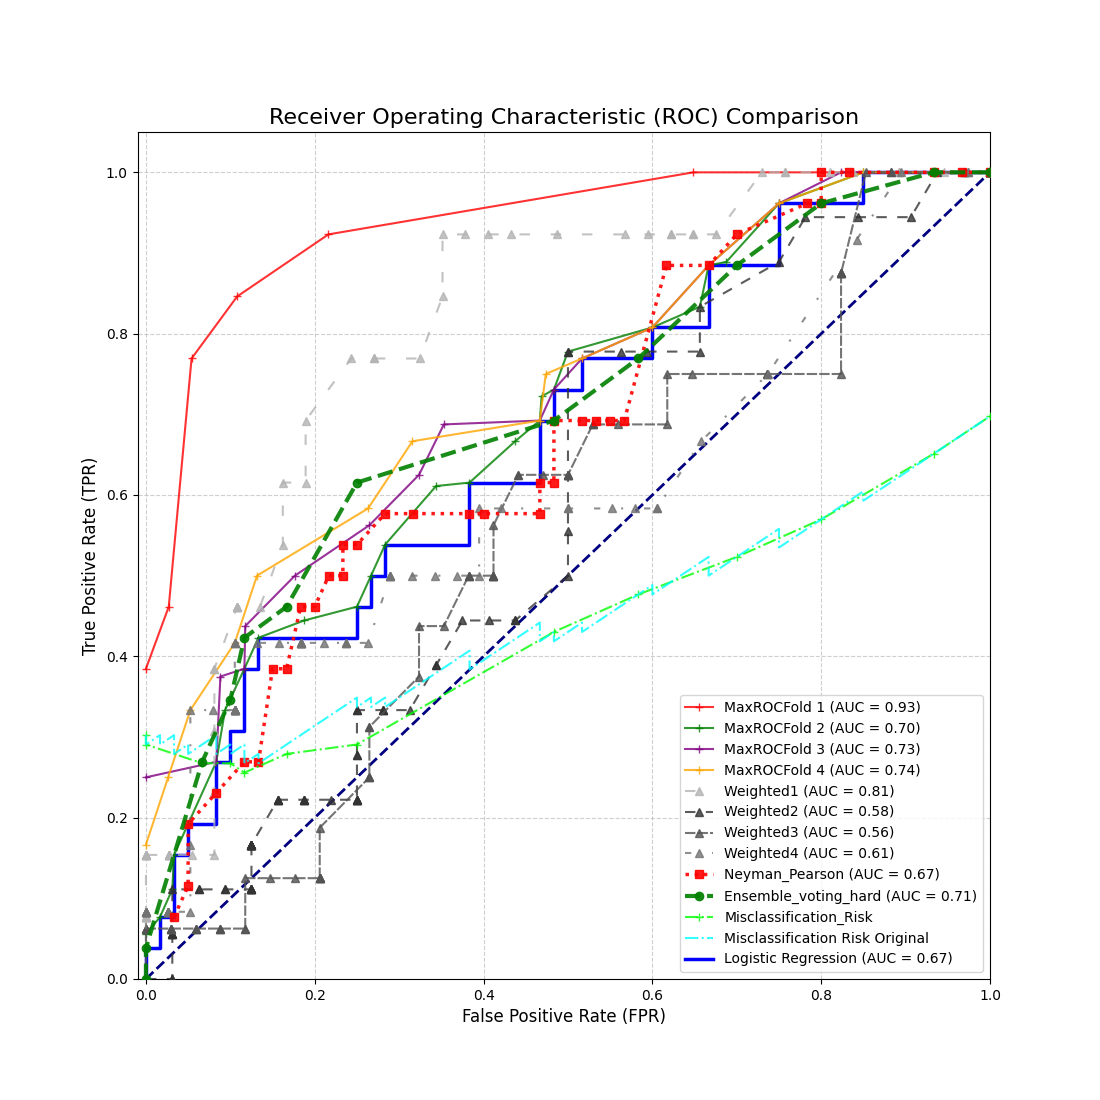 Receiver Operating Characteristic (ROC) Comparison
True Positive Rate (TPR)
1.0
0.8
0.6
0.4
0.2
0.0
MaxROCFold 1 (AUC = 0.93)
MaxROCFold 2 (AUC = 0.70)
MaxROCFold 3 (AUC = 0.73)
MaxROCFold 4 (AUC = 0.74)
Weighted1 (AUC = 0.81)
Weighted2 (AUC = 0.58)
Weighted3 (AUC = 0.56)
Weighted4 (AUC = 0.61)
Neyman_Pearson (AUC = 0.67)
Ensemble_voting_hard (AUC = 0.71)
Misclassification_Risk
Misclassification Risk Original
Logistic Regression (AUC = 0.67)
0.0 0.2 0.4 0.6 0.8 1.0
False Positive Rate (FPR)